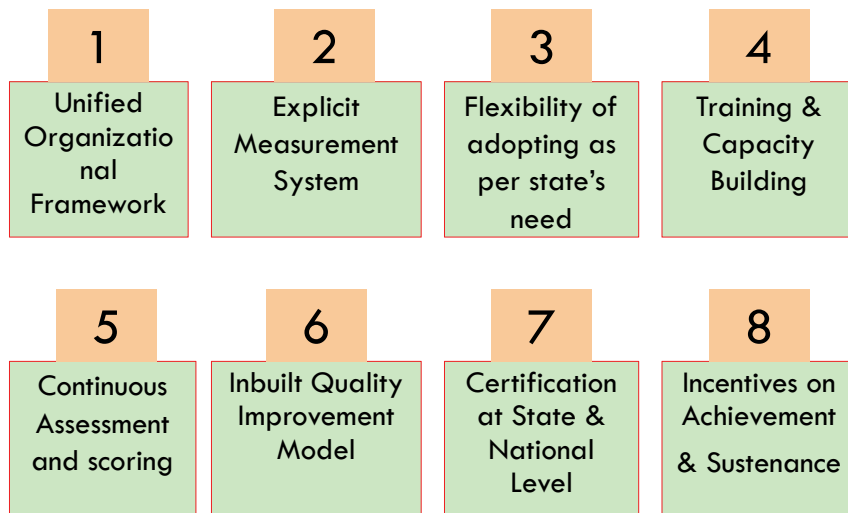 1
Unified
Organizatio
nal
Framework
2
Explicit
Measurement
System
3
Flexibility of
adopting as
per state’s
need
4
Training &
Capacity
Building
5
Continuous
Assessment
and scoring
6
Inbuilt Quality
Improvement
Model
7
Certification
at State &
National
Level
8
Incentives on
Achievement
& Sustenance